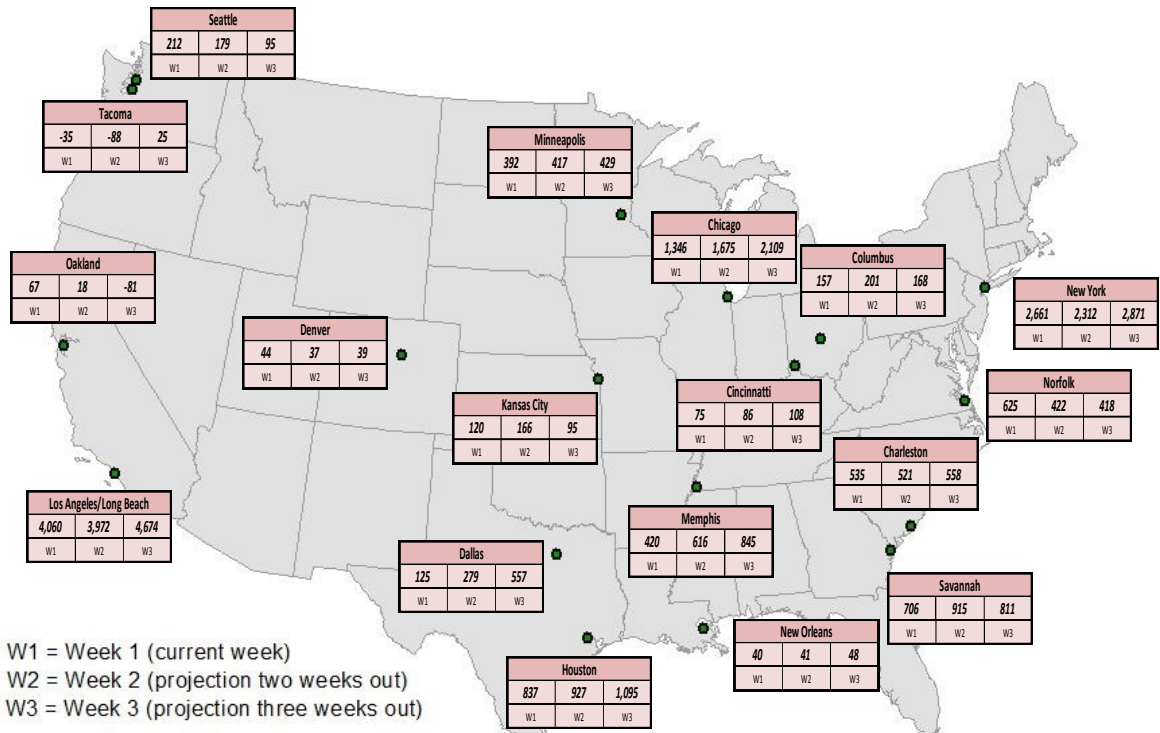 Seattle
212 179 95
W1 W2 W3
Tacoma
-35 -88 25
W1 W2 W3
Minneapolis
392 417 429
W1 W2 W3
Chicago
1,346 1,675 2,109
W1 W2 W3
Columbus
157 201 168
W1 W2 W3
Oakland
67 18 -81
W1 W2 W3
New York
2,661 2,312 2,871
W1 W2 W3
Denver
44 37 39
W1 W2 W3
Norfolk
625 422 418
W1 W2 W3
Cincinnatti
75 86 108
W1 W2 W3
Kansas City
120 166 95
W1 W2 W3
Charleston
535 521 558
W1 W2 W3
Los Angeles/Long Beach
4,060 3,972 4,674
W1 W2 W3
Memphis
420 616 845
W1 W2 W3
Dallas
125 279 557
W1 W2 W3
Savannah
706 915 811
W1 W2 W3
New Orleans
40 41 48
W1 W2 W3
Houston
837 927 1,095
W1 W2 W3
W1 = Week 1 (current week)
W2 = Week 2 (projection two weeks out)
W3 = Week 3 (projection three weeks out)